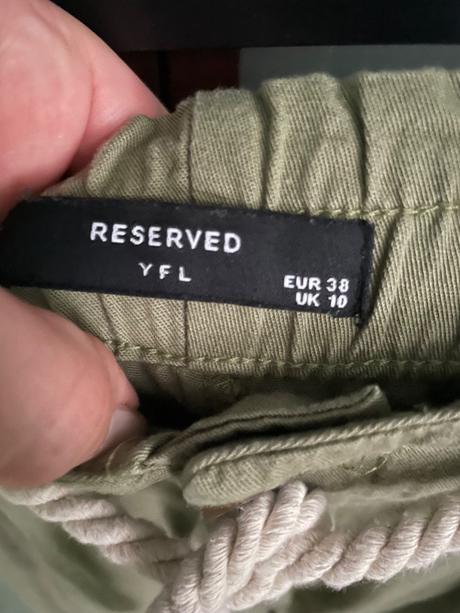 RESERVED
YFL
EUR 38
UK 10